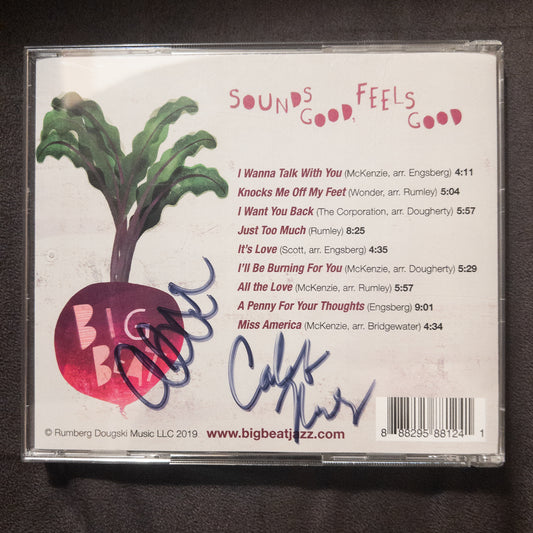 SOUNDS GOOD, FEELS GOOD
I Wanna Talk With You (McKenzie, arr. Engsberg) 4:11
Knocks Me Off My Feet (Wonder, arr. Rumley) 5:04
I Want You Back (The Corporation, arr. Dougherty) 5:57
Just Too Much (Rumley) 8:25
It's Love (Scott, arr. Engsberg) 4:35
I'll Be Burning For You (McKenzie, arr. Dougherty) 5:29
All the Love (McKenzie, arr. Rumley) 5:57
A Penny For Your Thoughts (Engsberg) 9:01
Miss America (McKenzie, arr. Bridgewater) 4:34
BIG
© Rumberg Dougski Music LLC 2019
www.bigbeatjazz.com
8 88295 88124 1